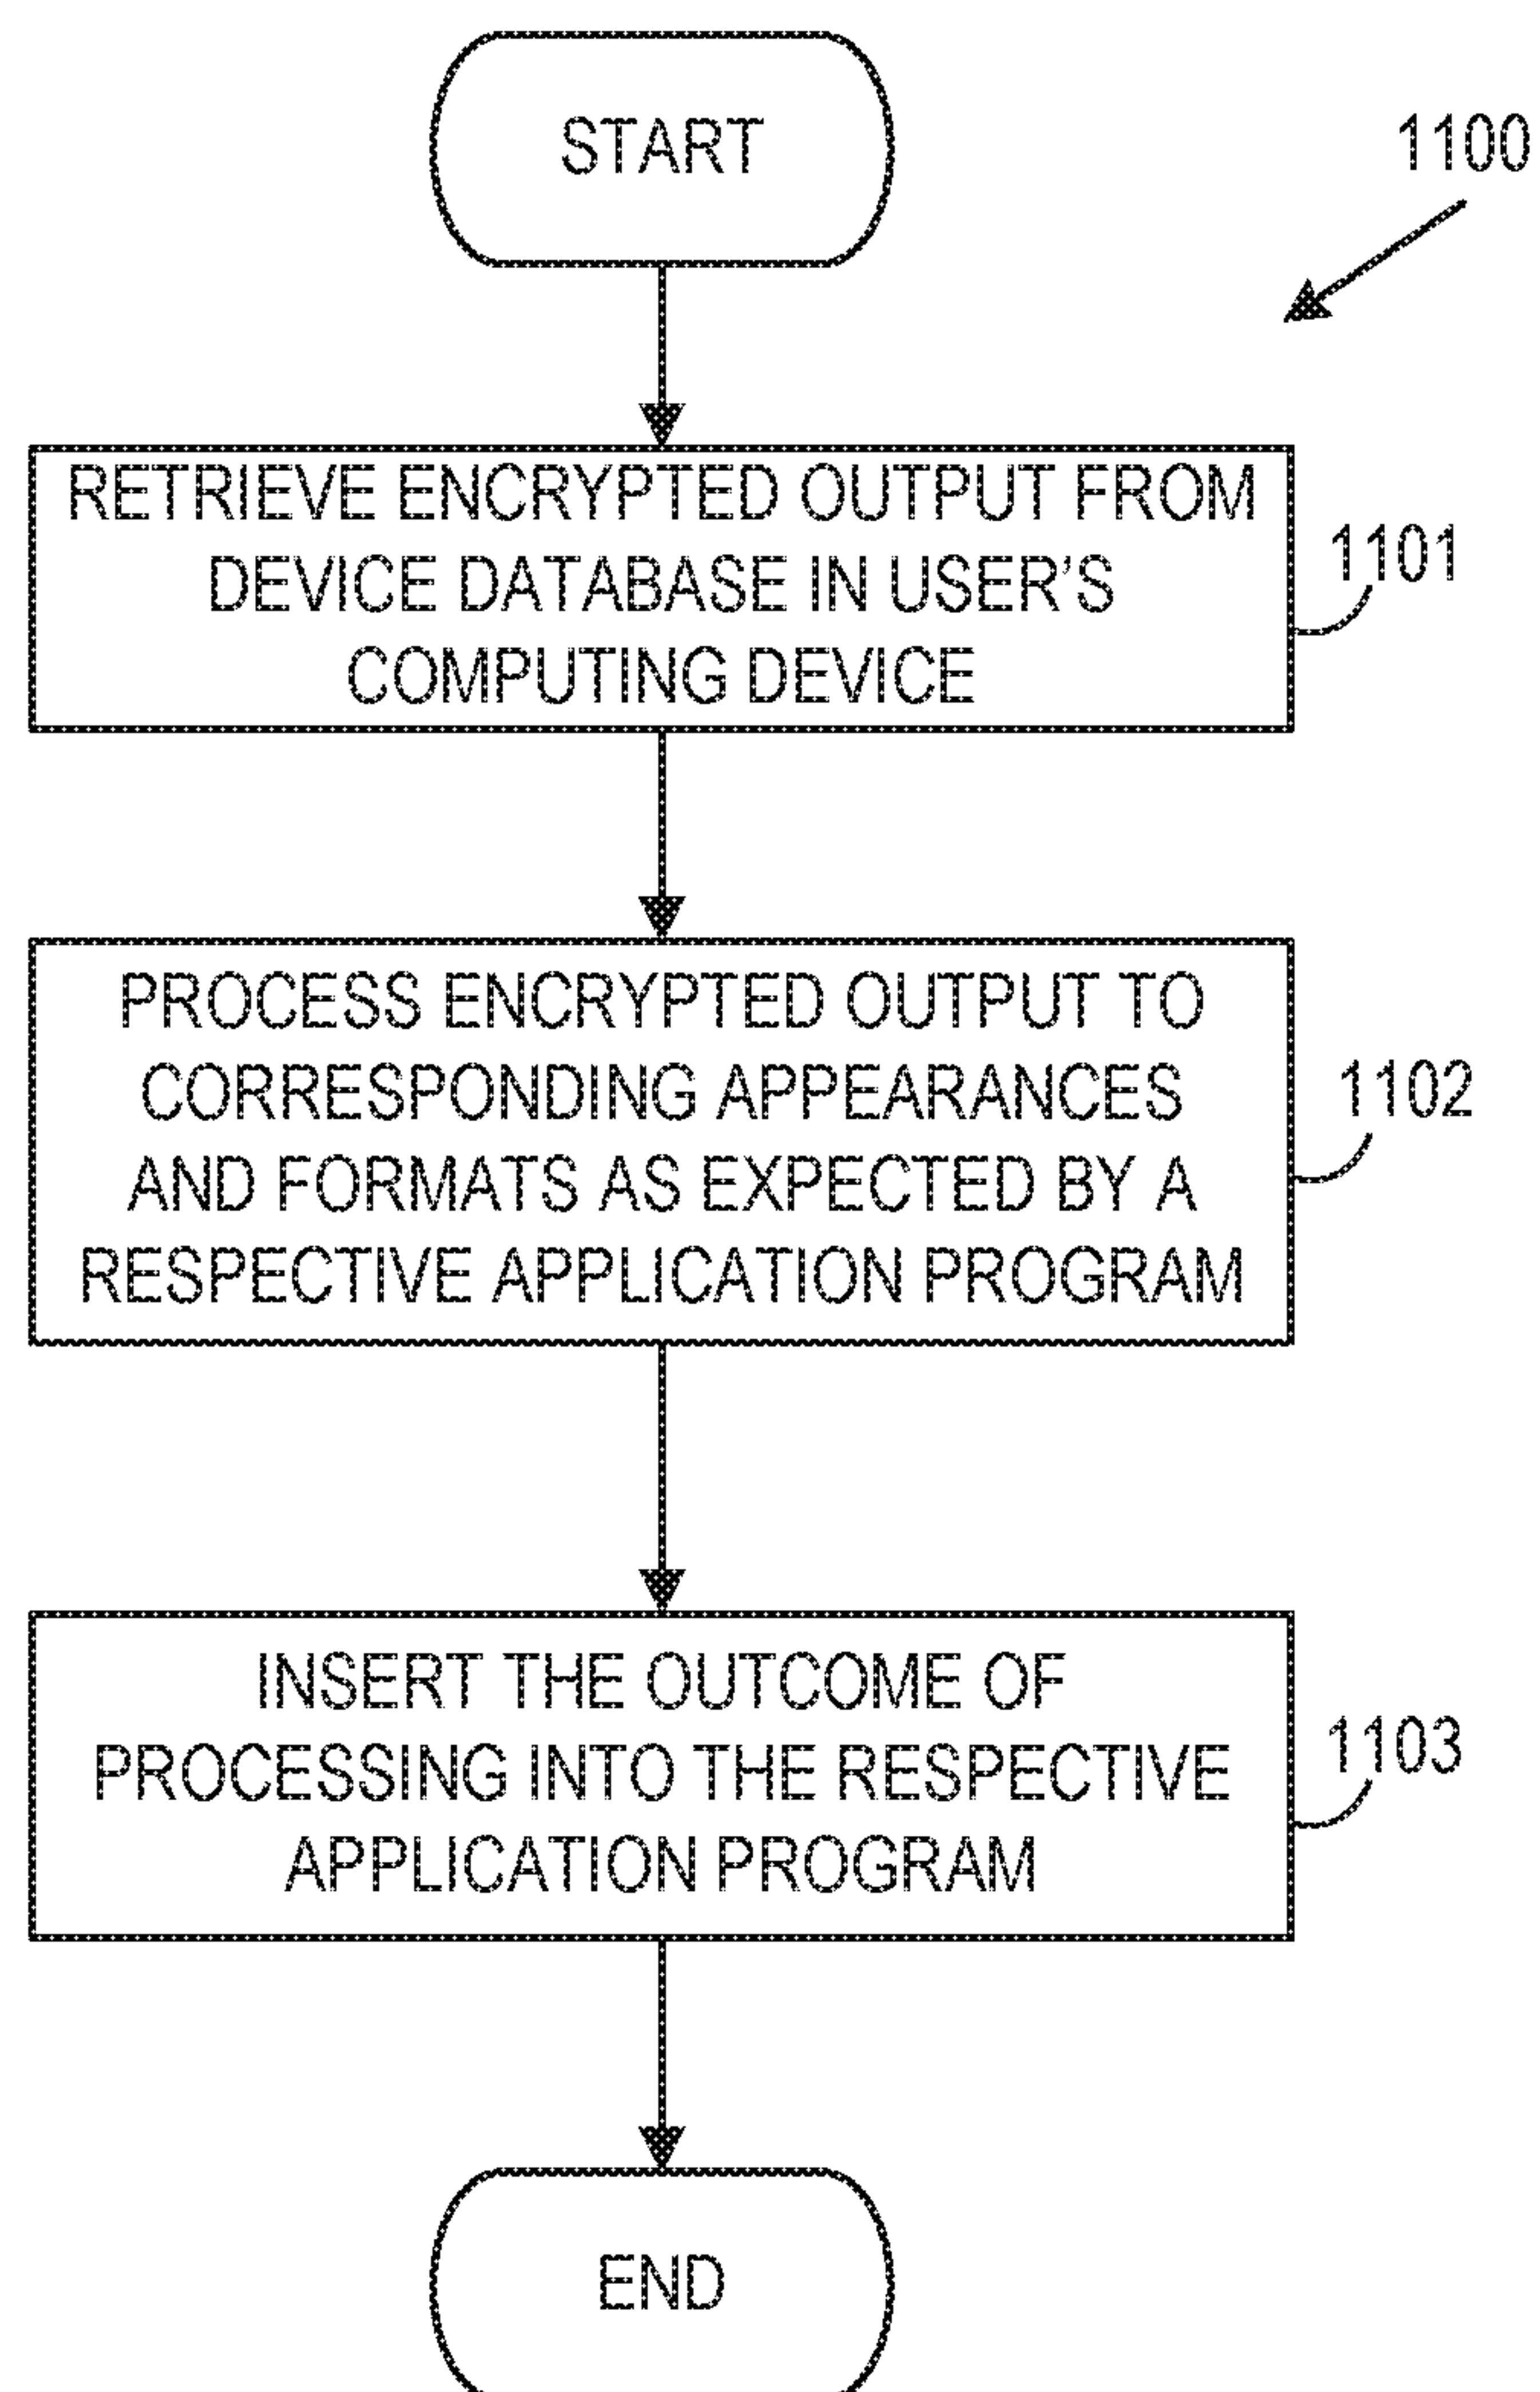 START
1100
RETRIEVE ENCRYPTED OUTPUT FROM
DEVICE DATABASE IN USER'S
COMPUTING DEVICE
1101
PROCESS ENCRYPTED OUTPUT TO
CORRESPONDING APPEARANCES
AND FORMATS AS EXPECTED BY A
RESPECTIVE APPLICATION PROGRAM
1102
INSERT THE OUTCOME OF
PROCESSING INTO THE RESPECTIVE
APPLICATION PROGRAM
1103
END